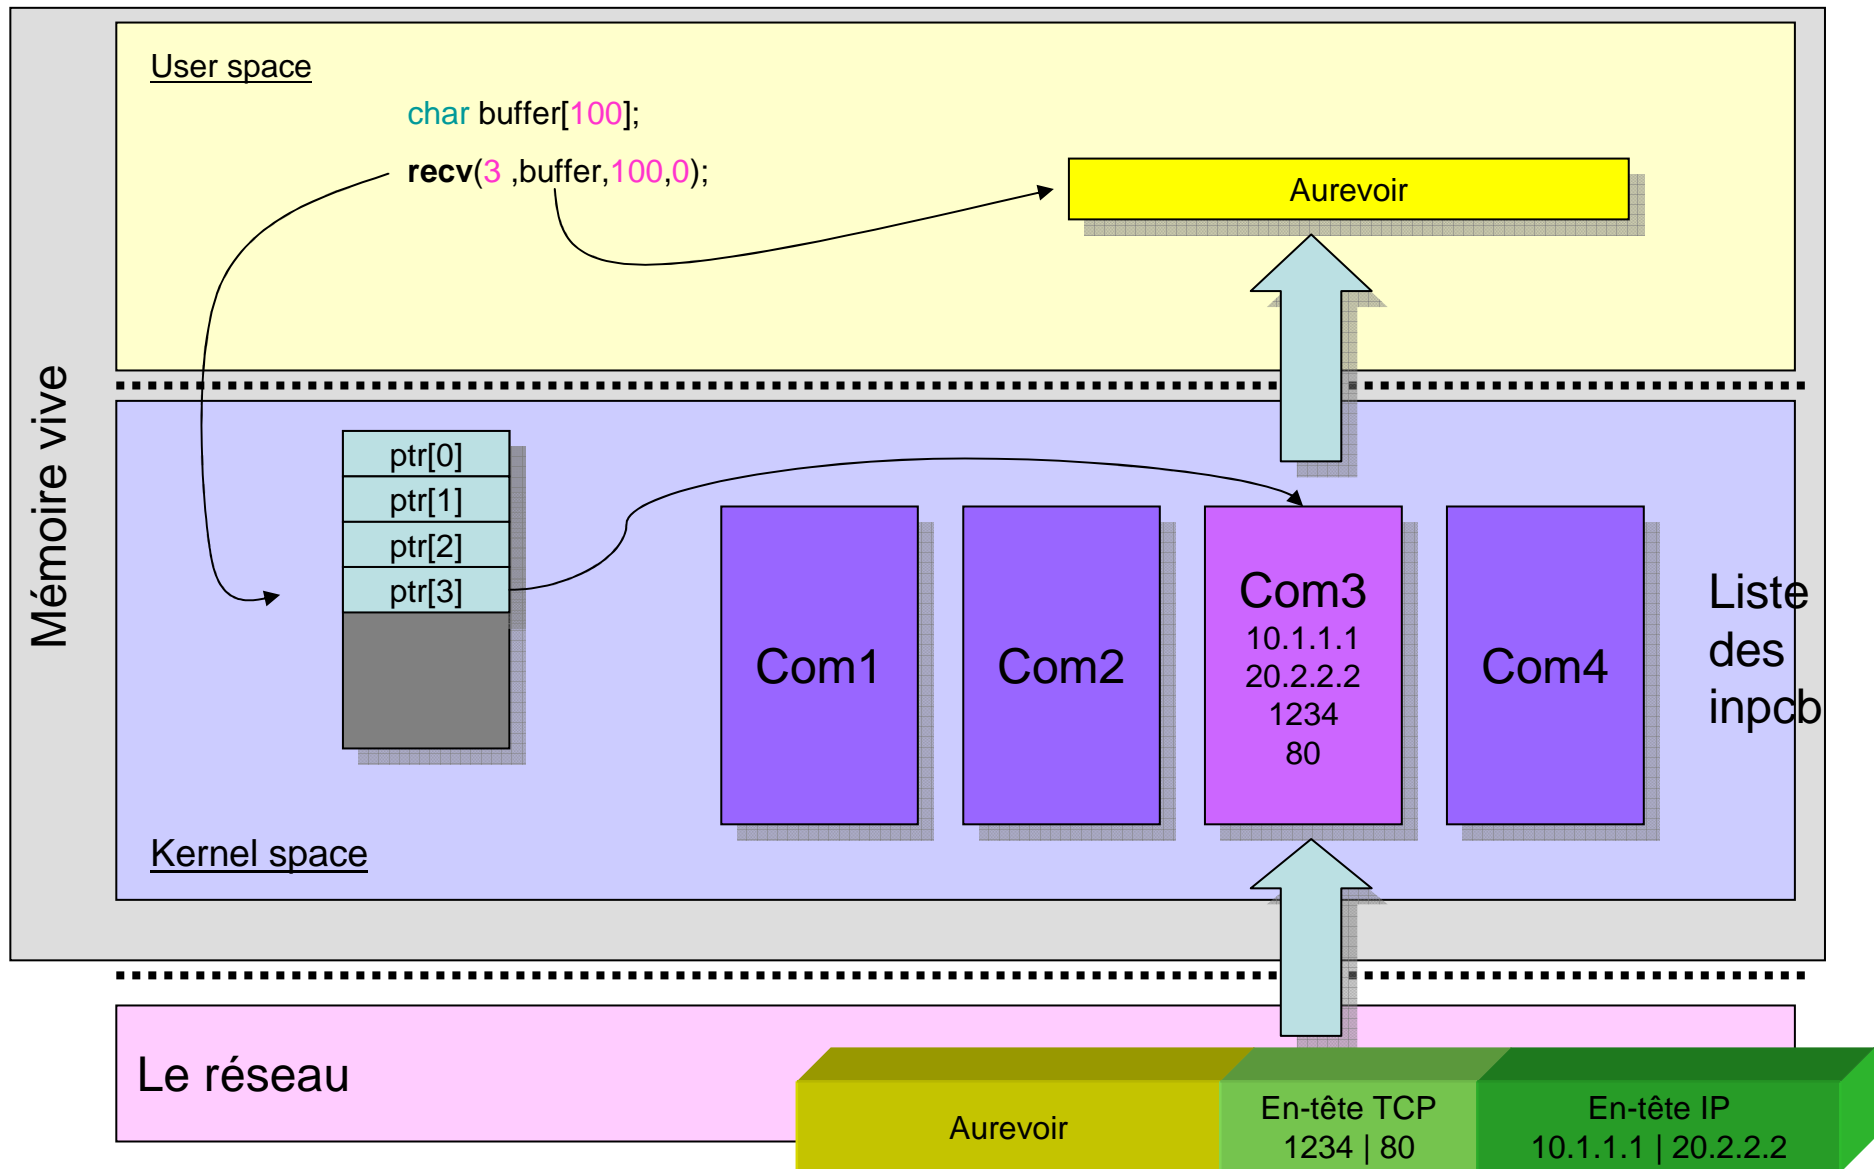 User space
char buffer[100];
recv(3 ,buffer,100,0);
Aurevoir
Mémoire vive
ptr[0]
ptr[1]
ptr[2]
ptr[3]
Com1
Com2
Com3
10.1.1.1
20.2.2.2
1234
80
Com4
Liste
des
inpcb
Kernel space
Le réseau
Aurevoir
En-tête TCP
1234 | 80
En-tête IP
10.1.1.1 | 20.2.2.2